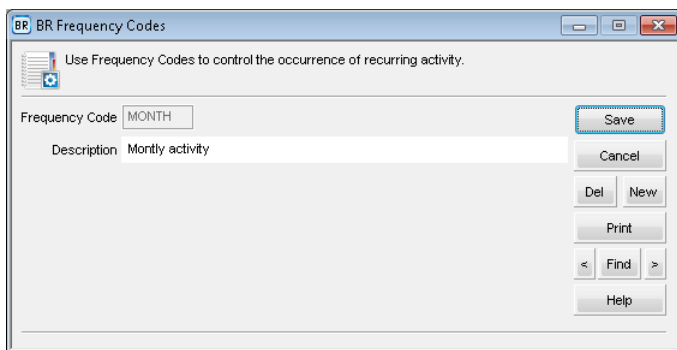 BR BR Frequency Codes
Use Frequency Codes to control the occurrence of recurring activity.
Frequency Code MONTH
Save
Description Montly activity
Cancel
Del New
Print
< Find >
Help